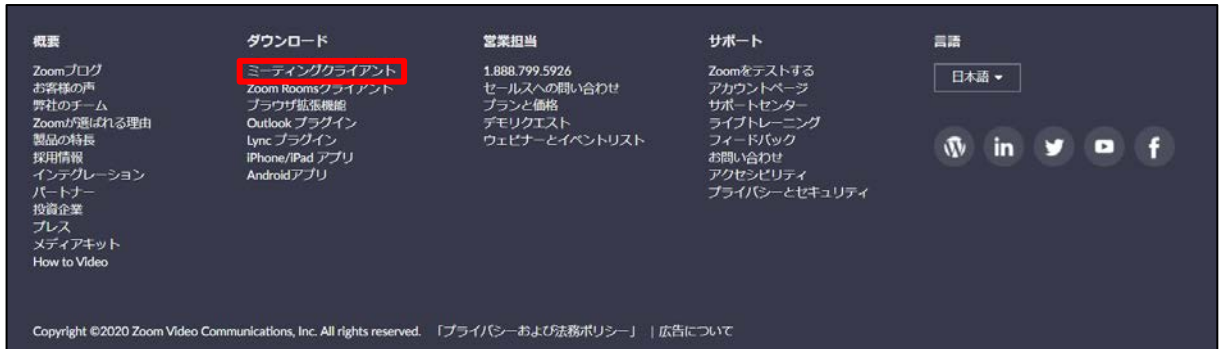 概要
Zoomブログ
お客様の声
弊社のチーム
Zoomが選ばれる理由
製品の特長
採用情報
インテグレーション
パートナー
投資企業
プレス
メディアキット
How to Video
ダウンロード
ミーティングクライアント
Zoom Roomsクライアント
ブラウザ拡張機能
Outlook プラグイン
Lync プラグイン
iPhone/iPad アプリ
Androidアプリ
営業担当
1.888.799.5926
セールスへの問い合わせ
プランと価格
デモリクエスト
ウェビナーとイベントリスト
サポート
Zoomをテストする
アカウントページ
サポートセンター
ライブトレーニング
フィードバック
お問い合わせ
アクセシビリティ
プライバシーとセキュリティ
言語
日本語
in
f
Copyright ©2020 Zoom Video Communications, Inc. All rights reserved. 「プライバシーおよび法務ポリシー」 | 広告について